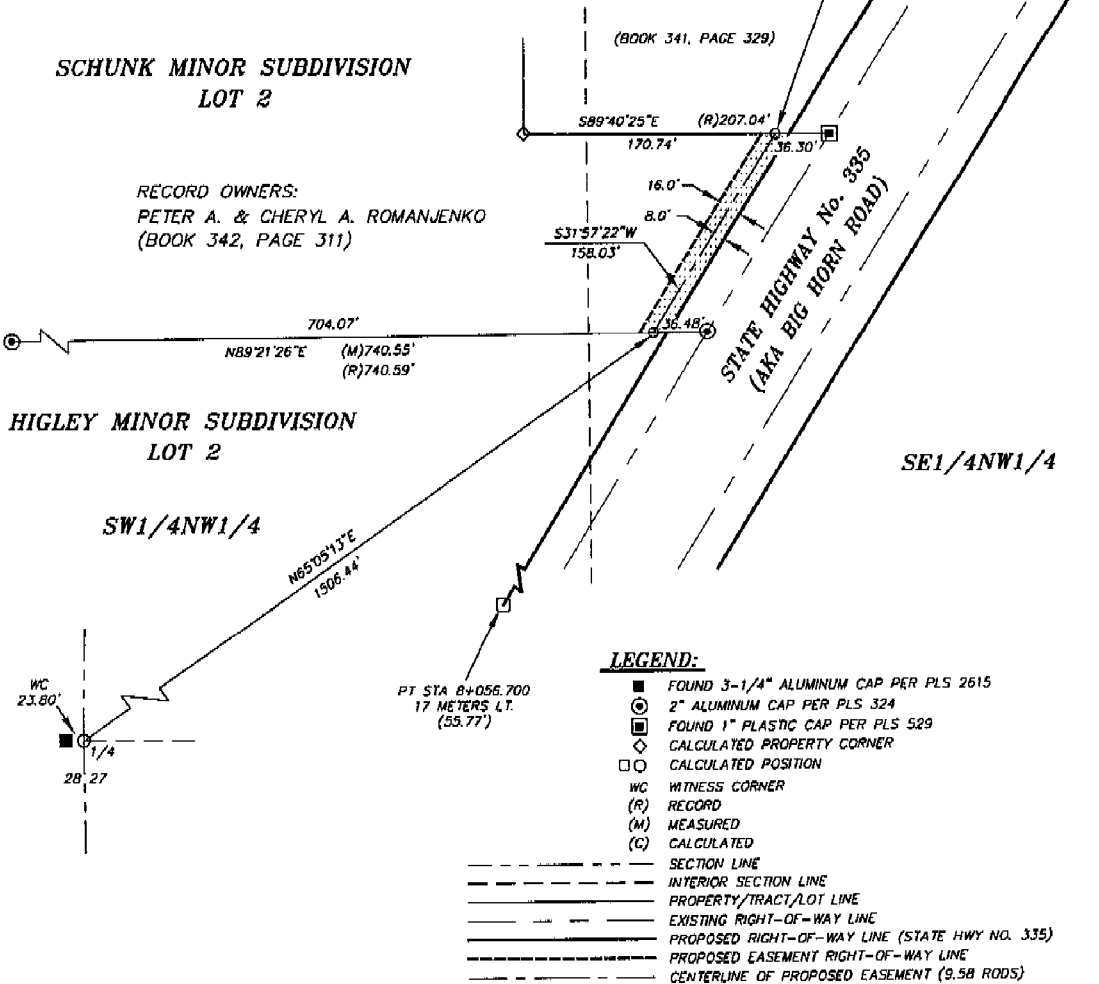 (BOOK 341, PAGE 329)
SCHUNK MINOR SUBDIVISION
LOT 2
S89°40'25"E
(R)207.04'
170.74'
36.30'
RECORD OWNERS:
PETER A. & CHERYL A. ROMANJENKO
(BOOK 342, PAGE 311)
16.0'
8.0'
S31°57'22"W
158.03'
STATE HIGHWAY No. 335
(AKA BIG HORN ROAD)
704.07'
36.48'
N89°21'26"E
(M)740.55'
(R)740.59'
HIGLEY MINOR SUBDIVISION
LOT 2
SE1/4NW1/4
SW1/4NW1/4
N65°05'13"E
1506.44'
WC
23.80'
1/4
28 27
PT STA 8+056.700
17 METERS LT.
(55.77')
LEGEND:
FOUND 3-1/4" ALUMINUM CAP PER PLS 2615
2" ALUMINUM CAP PER PLS 324
FOUND 1" PLASTIC CAP PER PLS 529
CALCULATED PROPERTY CORNER
CALCULATED POSITION
WC WITNESS CORNER
(R) RECORD
(M) MEASURED
(C) CALCULATED
SECTION LINE
INTERIOR SECTION LINE
PROPERTY/TRACT/LOT LINE
EXISTING RIGHT-OF-WAY LINE
PROPOSED RIGHT-OF-WAY LINE (STATE HWY NO. 335)
PROPOSED EASEMENT RIGHT-OF-WAY LINE
CENTERLINE OF PROPOSED EASEMENT (9.58 RODS)